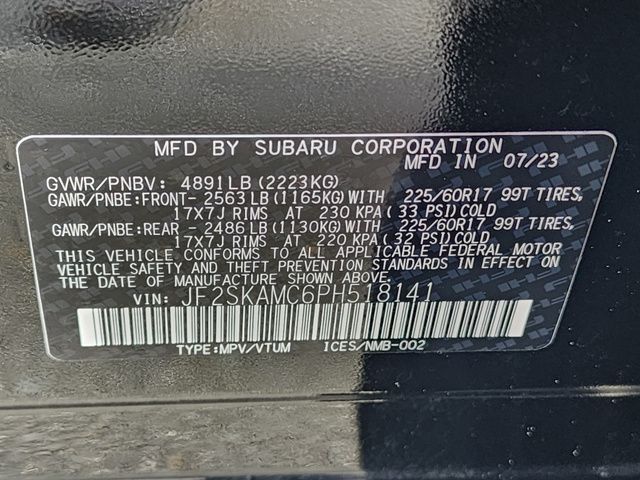 MFD BY SUBARU CORPORATION
MFD IN 07/23
GVWR/PNBV: 4891LB (2223KG)
GAWR/PNBE:FRONT- 2563LB (1165KG)WITH 225/60R17 99T TIRES,
17X7J RIMS AT 230 KPA (33 PSI)COLD
GAWR/PNBE:REAR - 2486LB (1130KG)WITH 225/60R17 99T TIRES,
17X7J RIMS AT 220 KPA (32 PSI)COLD
THIS VEHICLE CONFORMS TO ALL APPLICABLE FEDERAL MOTOR
VEHICLE SAFETY AND THEFT PREVENTION STANDARDS IN EFFECT ON
THE DATE OF MANUFACTURE SHOWN ABOVE.
VIN: JF2SKAMC6PH518141
TYPE:MPV/VTUM ICES/NMB-002